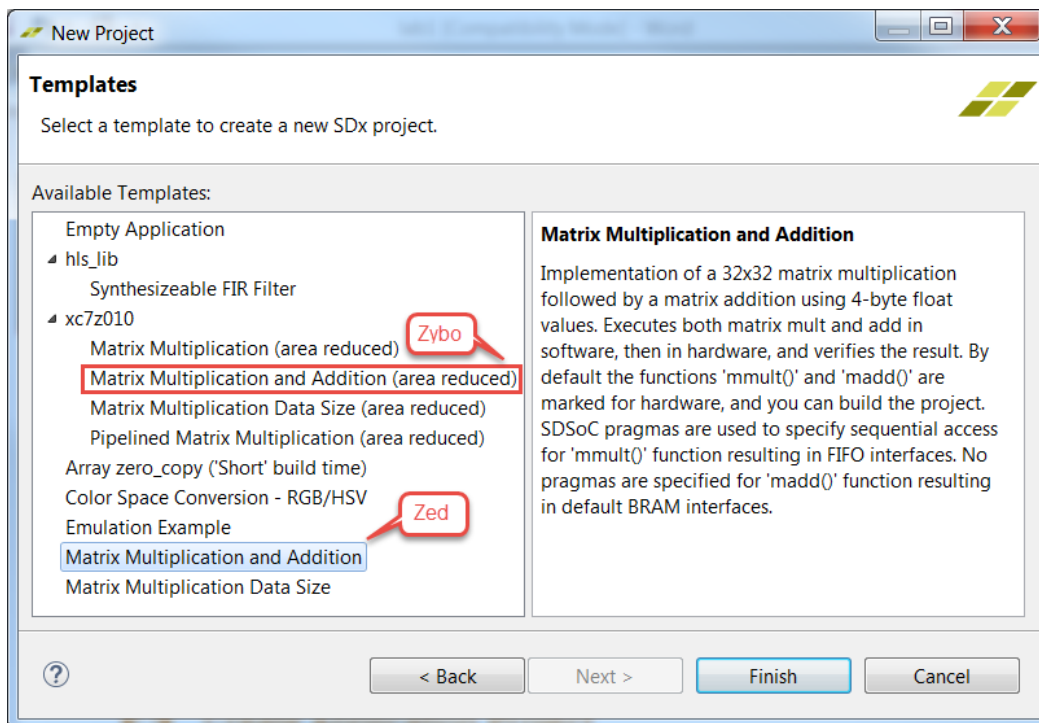 New Project
Templates
Select a template to create a new SDx project.
Available Templates:
Empty Application
hls_lib
Synthesizeable FIR Filter
xc7z010
Matrix Multiplication (area reduced)
Zybo
Matrix Multiplication and Addition (area reduced)
Matrix Multiplication Data Size (area reduced)
Pipelined Matrix Multiplication (area reduced)
Array zero_copy ('Short' build time)
Color Space Conversion - RGB/HSV
Emulation Example
Zed
Matrix Multiplication and Addition
Matrix Multiplication Data Size
Matrix Multiplication and Addition
Implementation of a 32x32 matrix multiplication
followed by a matrix addition using 4-byte float
values. Executes both matrix mult and add in
software, then in hardware, and verifies the result. By
default the functions 'mmult()' and 'madd()' are
marked for hardware, and you can build the project.
SDSoC pragmas are used to specify sequential access
for 'mmult()' function resulting in FIFO interfaces. No
pragmas are specified for 'madd()' function resulting
in default BRAM interfaces.
?
< Back
Next >
Finish
Cancel